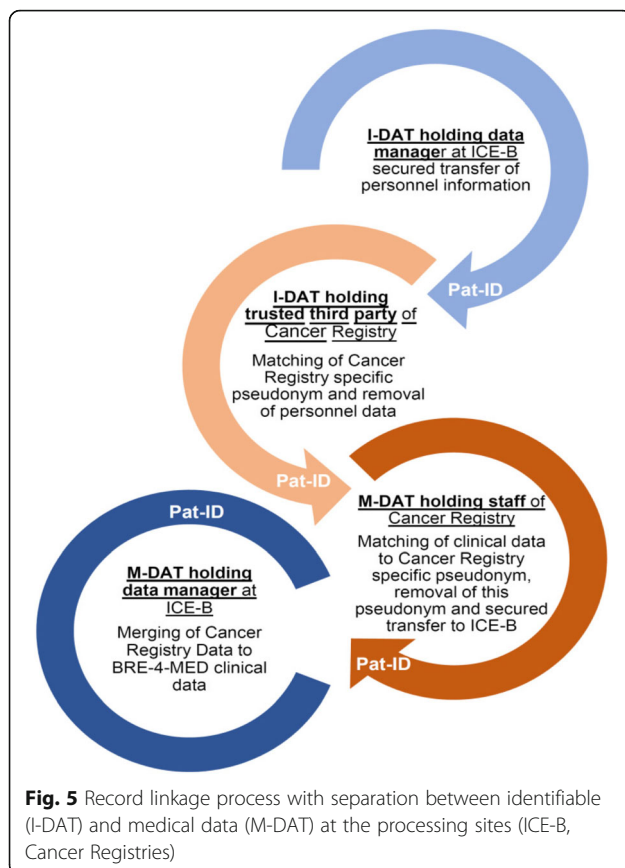 I-DAT holding data
manager at ICE-B
secured transfer of
personnel information
Pat-ID
I-DAT holding
trusted third party of
Cancer Registry
Matching of Cancer
Registry specific
pseudonym and removal
of personnel data
Pat-ID
M-DAT holding staff of
Cancer Registry
Matching of clinical data
to Cancer Registry
specific pseudonym,
removal of this
pseudonym and secured
transfer to ICE-B
Pat-ID
Pat-ID
M-DAT holding
data manager at
ICE-B
Merging of Cancer
Registry Data to
BRE-4-MED clinical
data
Fig. 5 Record linkage process with separation between identifiable
(I-DAT) and medical data (M-DAT) at the processing sites (ICE-B,
Cancer Registries)